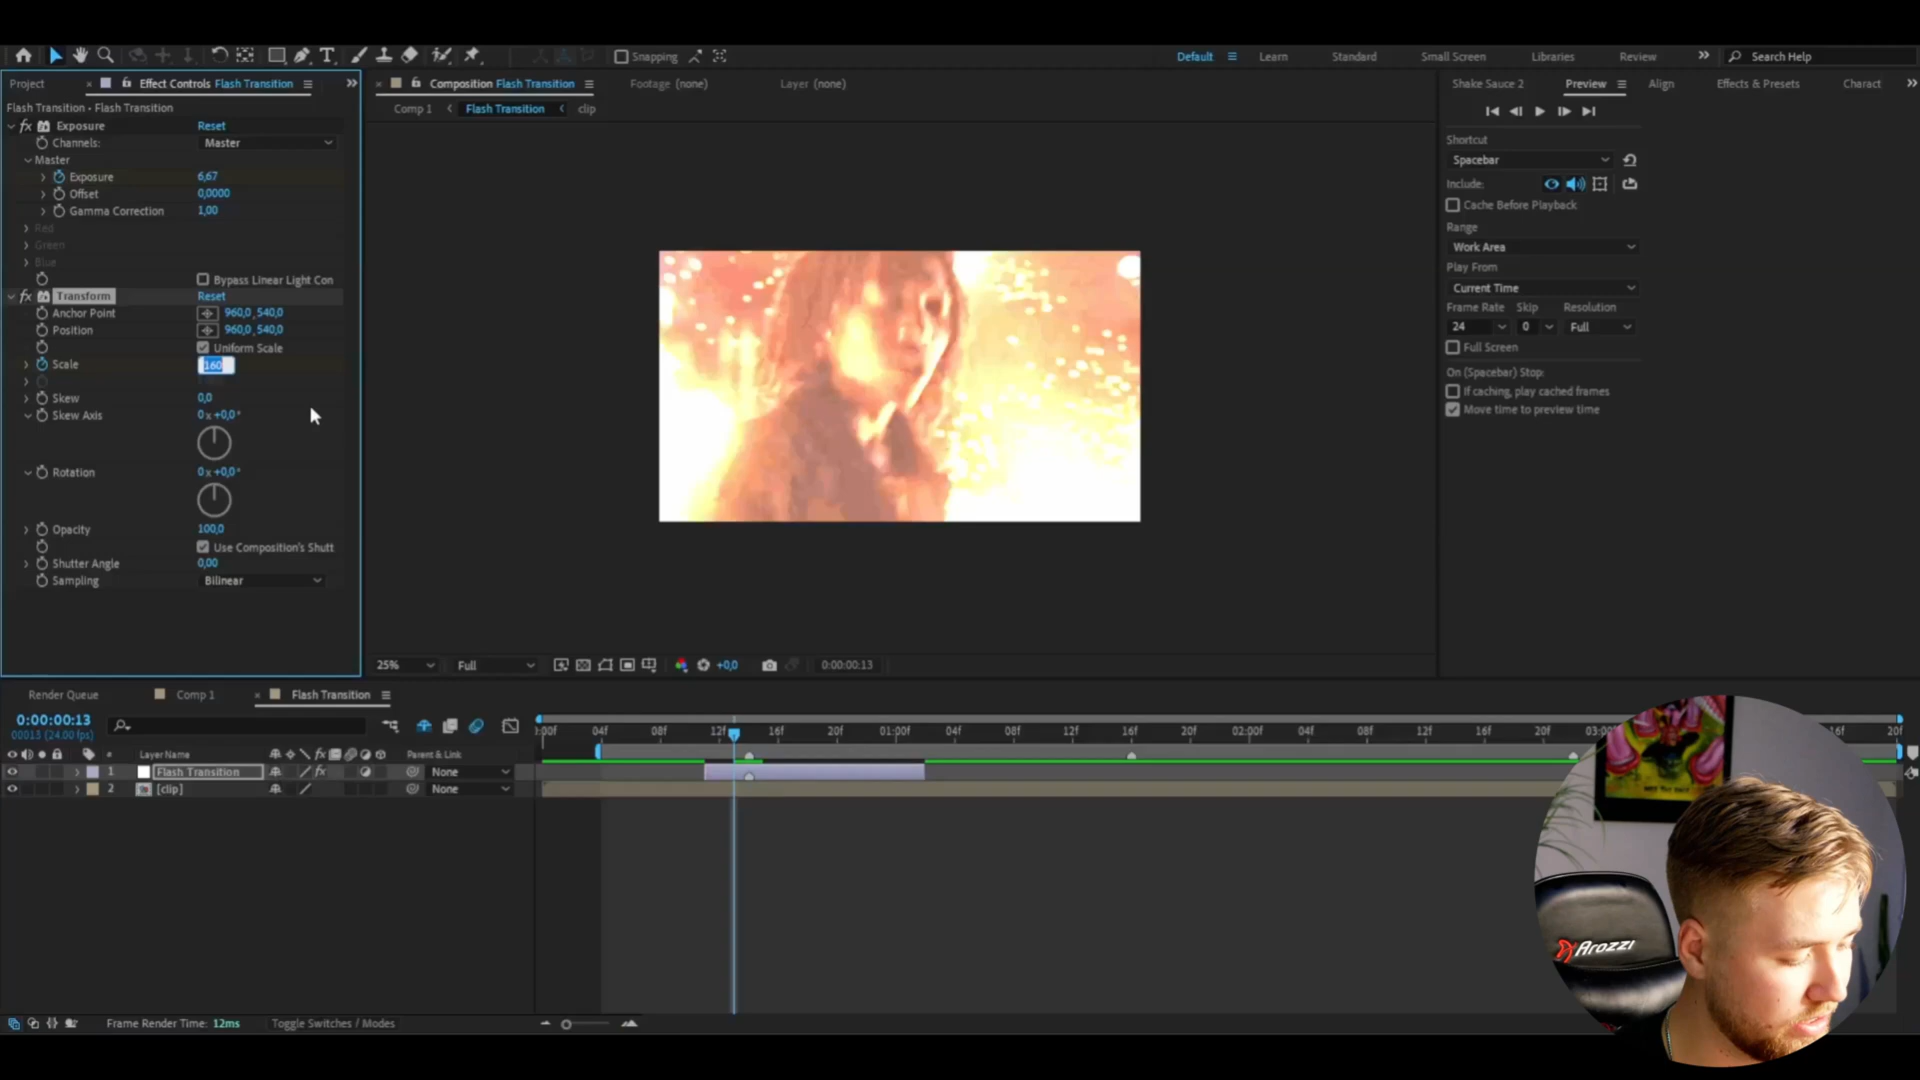 Snapping
Default
Learn
Standard
Small Screen
Libraries
Review
Search Help
Project
Effect Controls Flash Transition
Composition Flash Transition
Footage (none)
Layer (none)
Shake Sauce 2
Preview
Align
Effects & Presets
Charact
Flash Transition • Flash Transition
Comp 1
Flash Transition
clip
fx Exposure
Reset
Channels:
Master
Master
Exposure
6,67
Offset
0,0000
Gamma Correction
1,00
Red
Green
Blue
Bypass Linear Light Con
fx Transform
Reset
Anchor Point
960,0, 540,0
Position
960,0, 540,0
Uniform Scale
Scale
160
Skew
0,0
Skew Axis
0 x +0,0°
Rotation
0 x +0,0°
Opacity
100,0
Use Composition's Shutt
Shutter Angle
0,00
Sampling
Bilinear
Shortcut
Spacebar
Include:
Cache Before Playback
Range
Work Area
Play From
Current Time
Frame Rate
Skip
Resolution
24
0
Full
Full Screen
On (Spacebar) Stop:
If caching, play cached frames
Move time to preview time
25%
Full
+0,0
0:00:00:13
Render Queue
Comp 1
Flash Transition
0:00:00:13
00013 (24.00 fps)
:00f
04f
08f
12f
16f
20f
01:00f
04f
08f
12f
16f
20f
02:00f
04f
08f
12f
16f
20f
03:00f
16f
20f
#
Layer Name
fx
Parent & Link
1
Flash Transition
fx
None
2
[clip]
None
Frame Render Time: 12ms
Toggle Switches / Modes
Arozzi